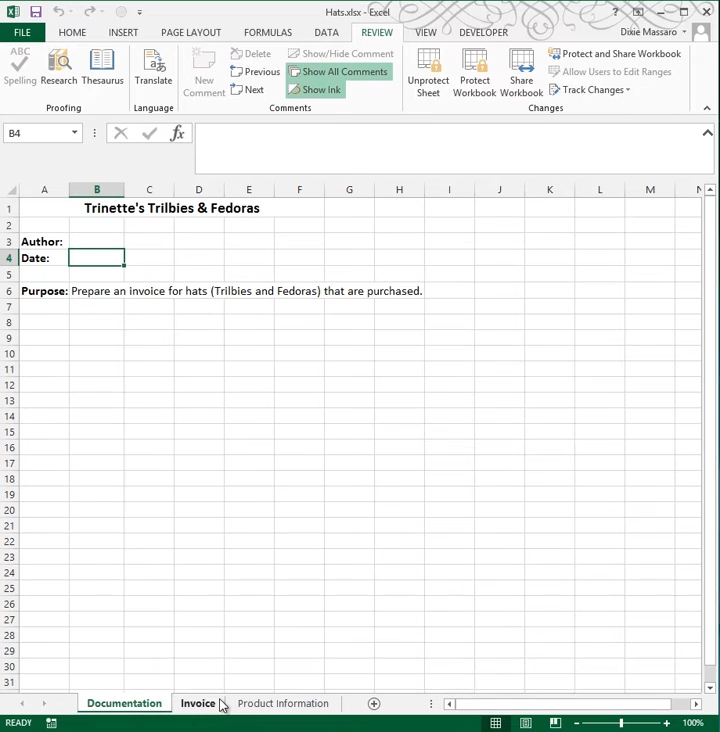 Hats.xlsx - Excel
?
FILE HOME INSERT PAGE LAYOUT FORMULAS DATA REVIEW VIEW DEVELOPER Dixie Massaro
ABC
Spelling Research Thesaurus
Proofing
Translate
Language
New Comment
Delete
Previous
Next
Show/Hide Comment
Show All Comments
Show Ink
Comments
Unprotect Sheet
Protect Workbook
Share Workbook
Protect and Share Workbook
Allow Users to Edit Ranges
Track Changes
Changes
B4 fx
A B C D E F G H I J K L M N
1 Trinette's Trilbies & Fedoras
2
3 Author:
4 Date:
5
6 Purpose: Prepare an invoice for hats (Trilbies and Fedoras) that are purchased.
7
8
9
10
11
12
13
14
15
16
17
18
19
20
21
22
23
24
25
26
27
28
29
30
31
Documentation Invoice Product Information
READY 100%